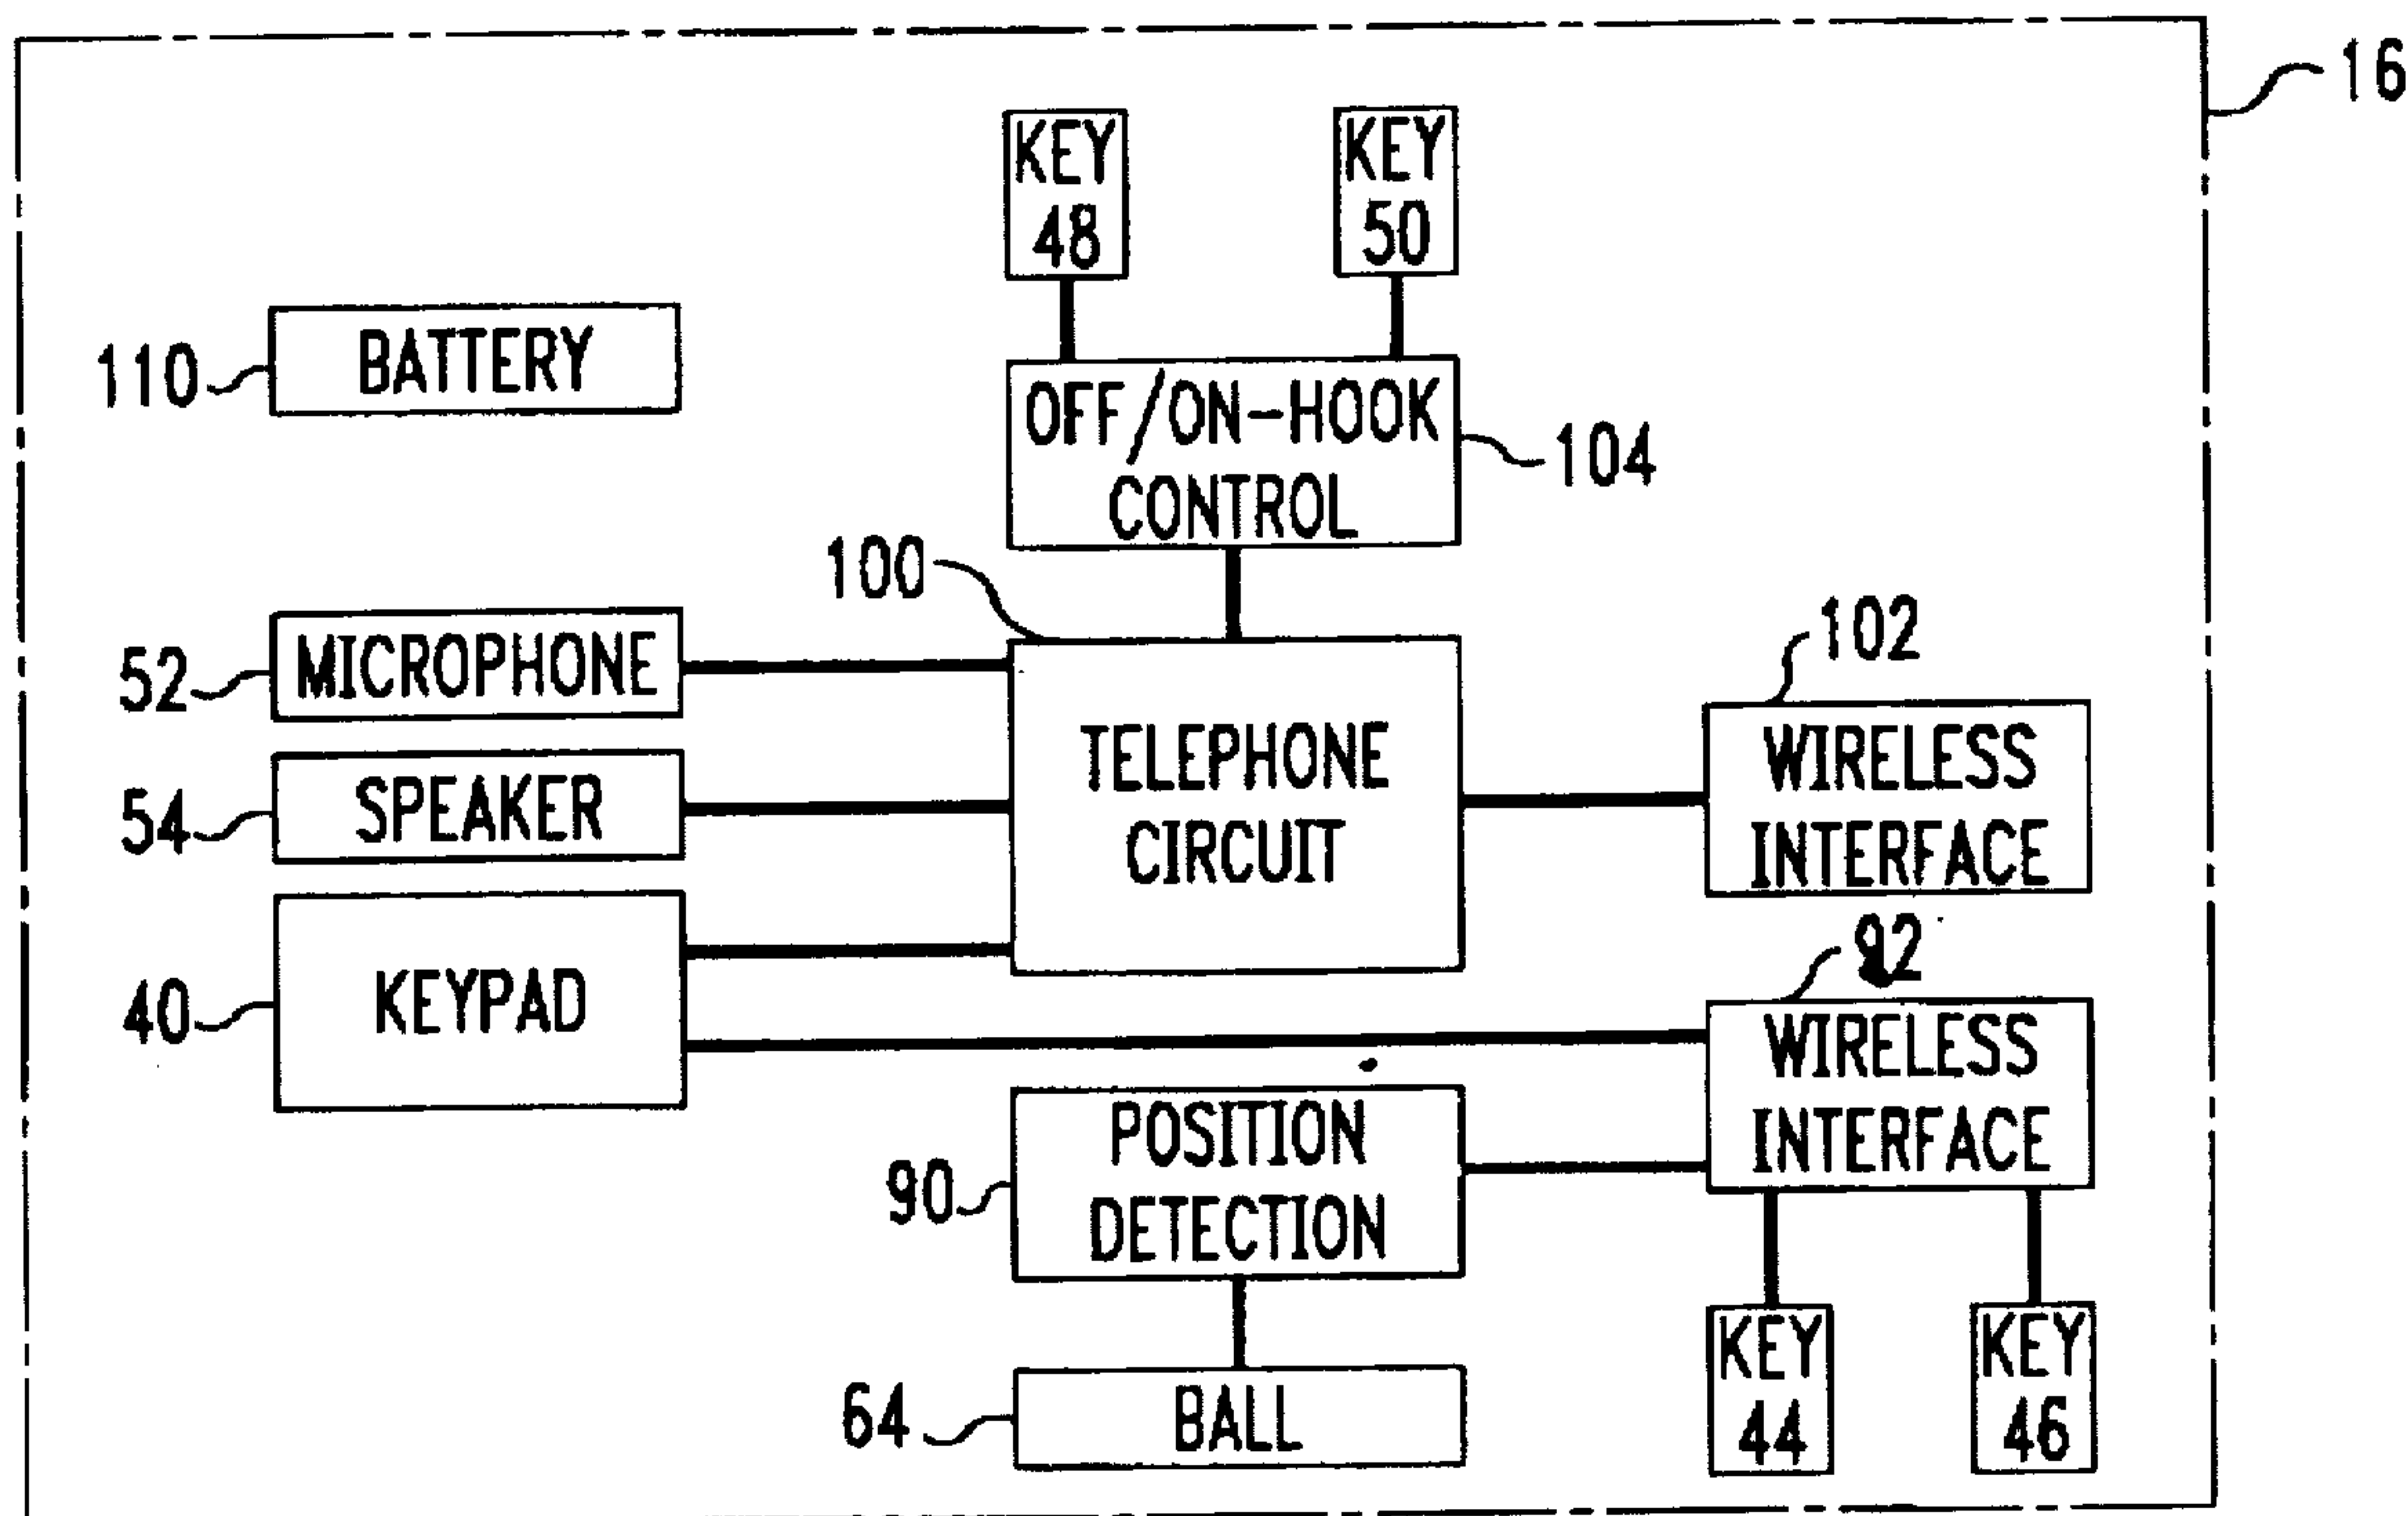 16
KEY
48
KEY
50
110
BATTERY
OFF/ON-HOOK
CONTROL
104
100
52
MICROPHONE
102
54
SPEAKER
TELEPHONE
CIRCUIT
WIRELESS
INTERFACE
40
KEYPAD
92
WIRELESS
INTERFACE
90
POSITION
DETECTION
64
BALL
KEY
44
KEY
46